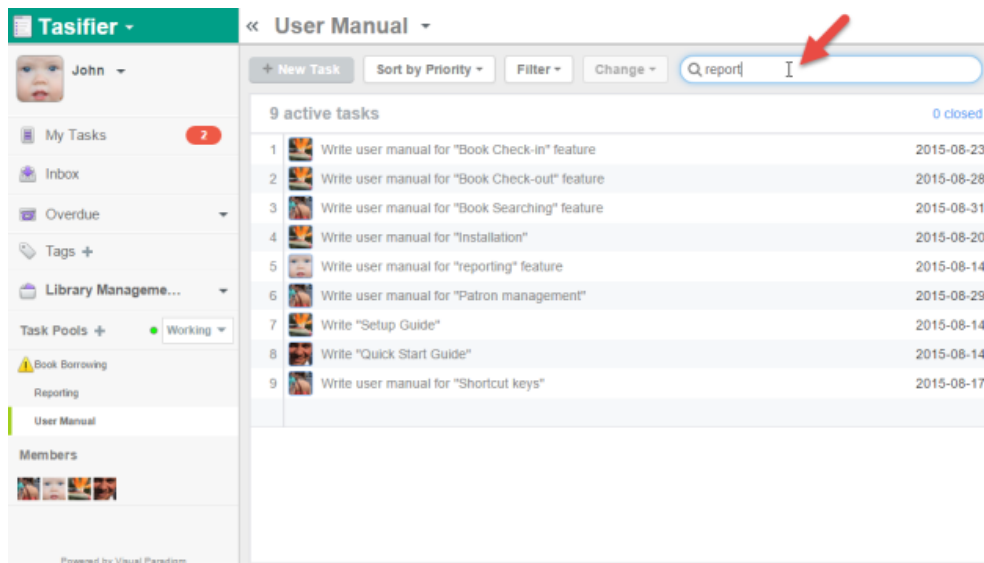 Tasifier
John
My Tasks 2
Inbox
Overdue
Tags +
Library Manageme...
Task Pools + Working
Book Borrowing
Reporting
User Manual
Members
Powered by Visual Paradigm
« User Manual
+ New Task Sort by Priority Filter Change report
9 active tasks 0 closed
1 Write user manual for "Book Check-in" feature 2015-08-23
2 Write user manual for "Book Check-out" feature 2015-08-28
3 Write user manual for "Book Searching" feature 2015-08-31
4 Write user manual for "Installation" 2015-08-20
5 Write user manual for "reporting" feature 2015-08-14
6 Write user manual for "Patron management" 2015-08-29
7 Write "Setup Guide" 2015-08-14
8 Write "Quick Start Guide" 2015-08-14
9 Write user manual for "Shortcut keys" 2015-08-17